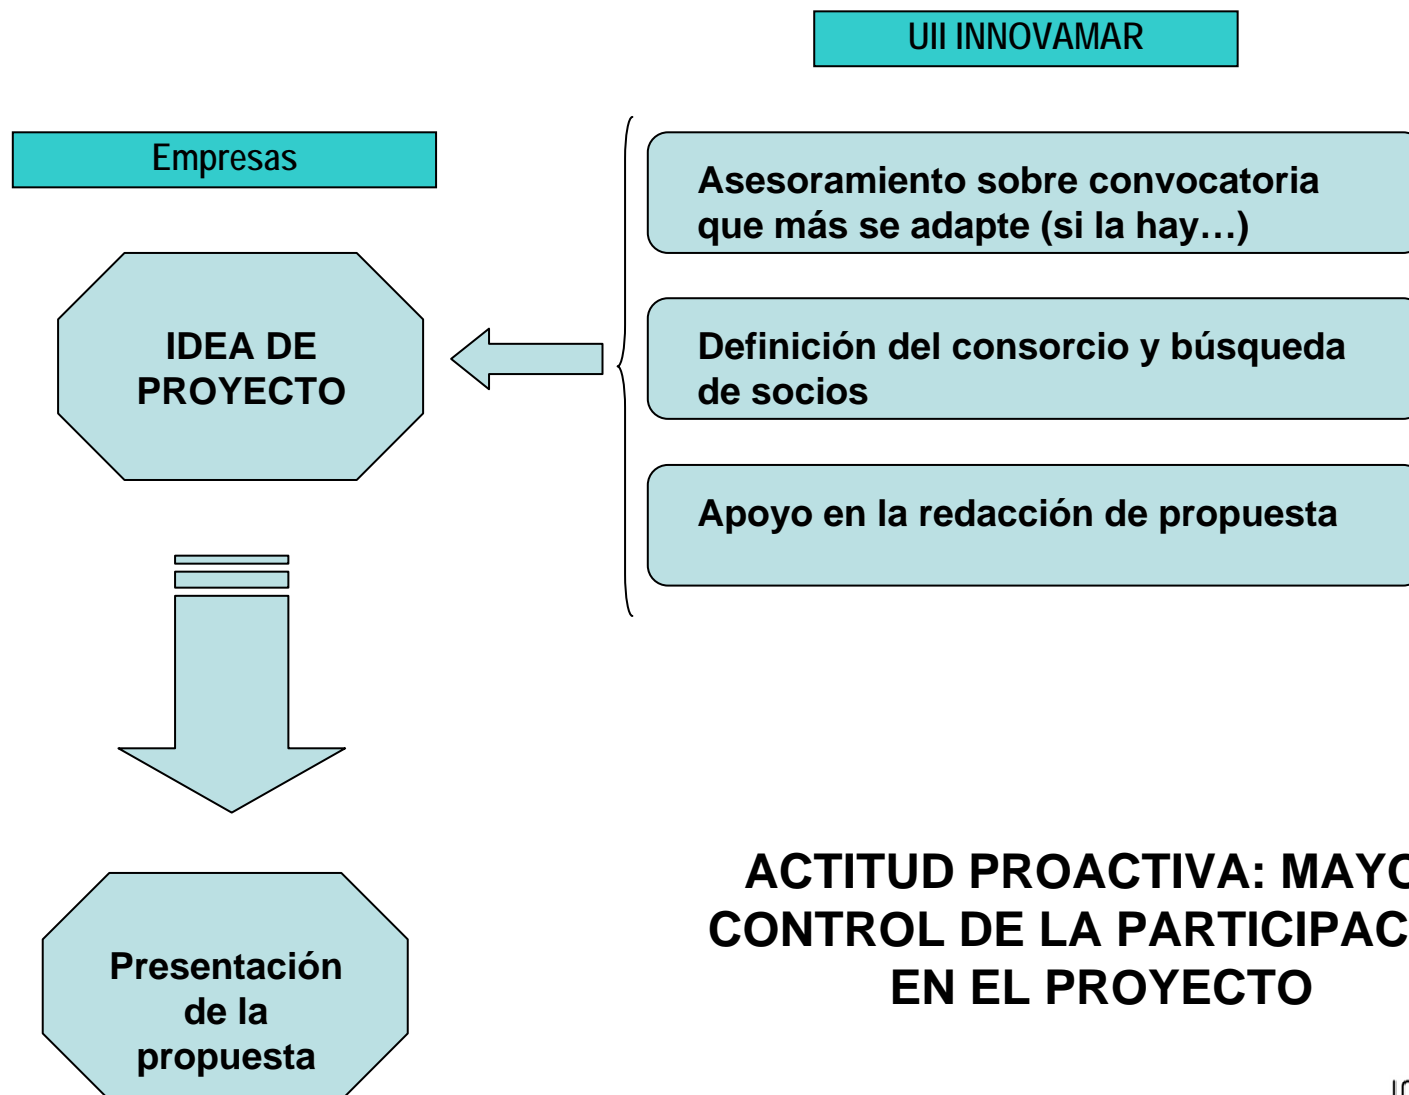 UII INNOVAMAR
Empresas
Asesoramiento sobre convocatoria
que más se adapte (si la hay…)
IDEA DE
PROYECTO
Definición del consorcio y búsqueda
de socios
Apoyo en la redacción de propuesta
ACTITUD PROACTIVA:
CONTROL DE LA
EN EL PROYECTO
Presentación
de la
propuesta